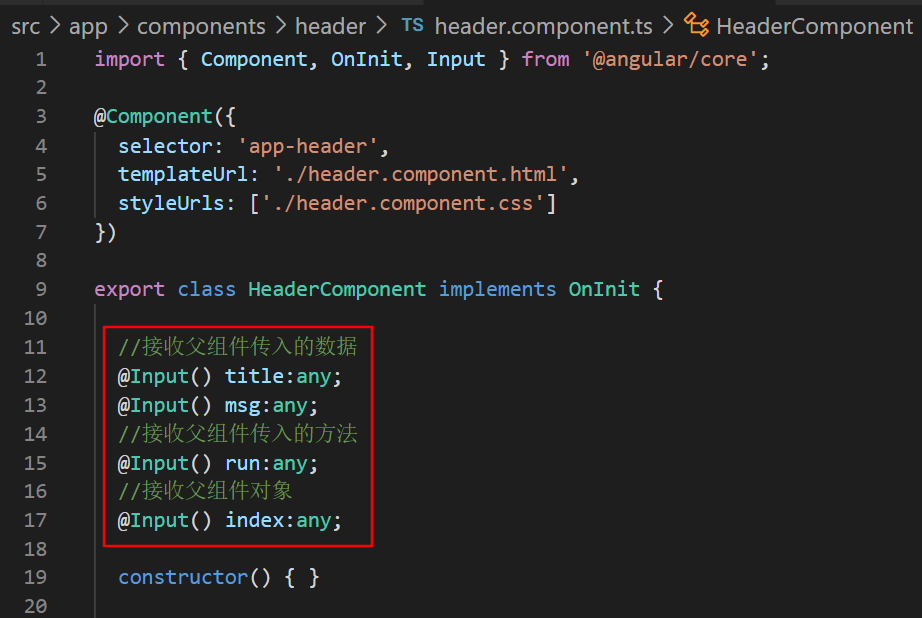 src > app > components > header > TS header.component.ts > HeaderComponent
1 import { Component, OnInit, Input } from '@angular/core';
2
3 @Component({
4 selector: 'app-header',
5 templateUrl: './header.component.html',
6 styleUrls: ['./header.component.css']
7 })
8
9 export class HeaderComponent implements OnInit {
10
11 //接收父组件传入的数据
12 @Input() title:any;
13 @Input() msg:any;
14 //接收父组件传入的方法
15 @Input() run:any;
16 //接收父组件对象
17 @Input() index:any;
18
19 constructor() { }
20